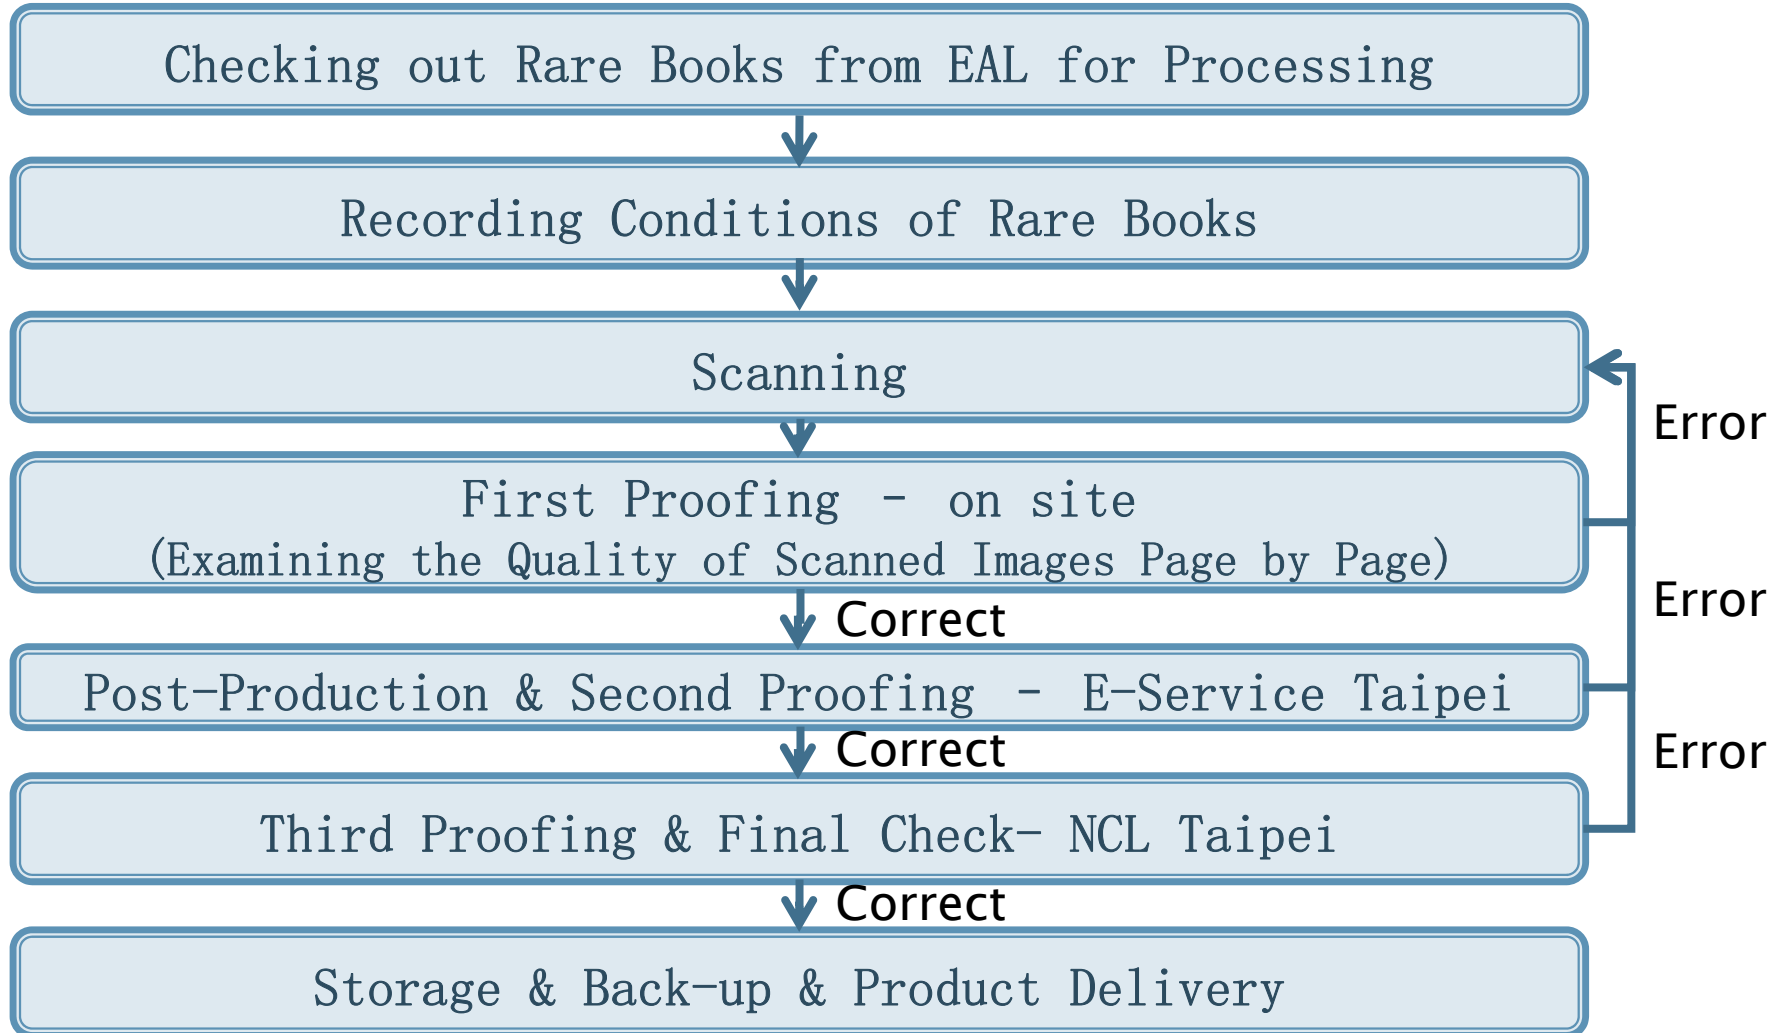 Checking out Rare Books from EAL for Processing
Recording Conditions of Rare Books
Scanning
Error
First Proofing - on site
(Examining the Quality of Scanned Images Page by Page)
Error
Correct
Post-Production & Second Proofing - E-Service Taipei
Correct
Error
Third Proofing & Final Check- NCL Taipei
Correct
Storage & Back-up & Product Delivery